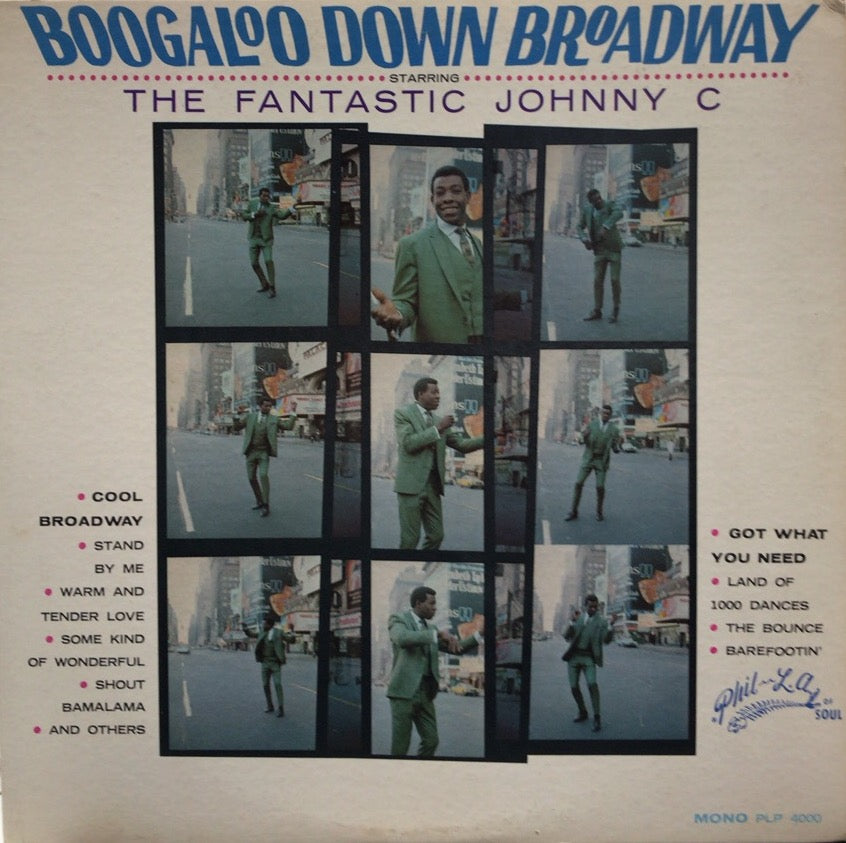 BOOGALOO DOWN BROADWAY
STARRING
THE FANTASTIC JOHNNY C
• COOL
BROADWAY
• STAND
BY ME
• WARM AND
TENDER LOVE
• SOME KIND
OF WONDERFUL
• SHOUT
BAMALAMA
• AND OTHERS
• GOT WHAT
YOU NEED
• LAND OF
1000 DANCES
• THE BOUNCE
• BAREFOOTIN'
Phil-L.A.
OF
SOUL
MONO PLP 4000